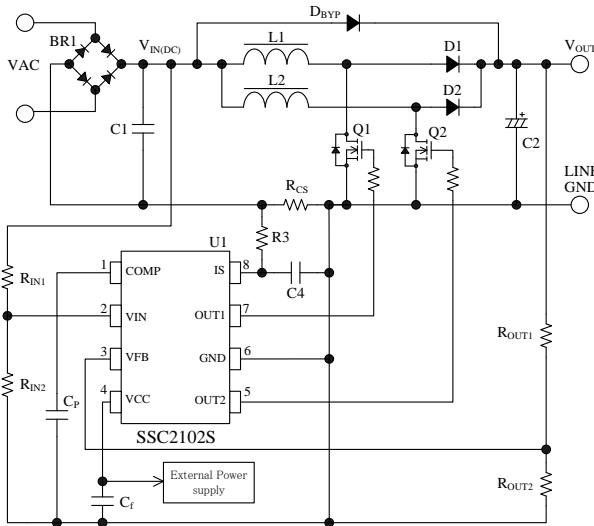 DBYP
BR1
VIN(DC)
L1
D1
VOUT
VAC
L2
D2
C1
Q1
Q2
C2
LINE
GND
RCS
U1
R3
1
COMP
IS
8
C4
RIN1
2
VIN
OUT1
7
ROUT1
3
VFB
GND
6
RIN2
4
VCC
OUT2
5
CP
SSC2102S
External Power
supply
Cf
ROUT2